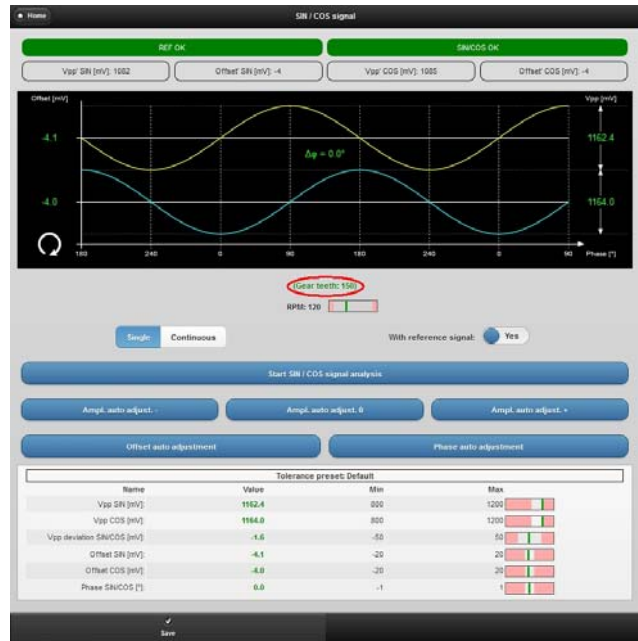 Home
SIN / COS signal
REF OK
SIN/COS OK
Vpp' SIN [mV]: 1082
Offset' SIN [mV]: -4
Vpp' COS [mV]: 1085
Offset' COS [mV]: -4
Offset [mV]
Vpp [mV]
-4.1
1162.4
Δφ = 0.0°
-4.0
1164.0
180 240 0 90 180 240 0 90 Phase [°]
(Gear teeth: 150)
RPM: 120
Single Continuous With reference signal: Yes
Start SIN / COS signal analysis
Ampl. auto adjust. - Ampl. auto adjust. 0 Ampl. auto adjust. +
Offset auto adjustment Phase auto adjustment
Tolerance preset: Default
Name Value Min Max
Vpp SIN [mV]: 1162.4 800 1200
Vpp COS [mV]: 1164.0 800 1200
Vpp deviation SIN/COS [mV]: -1.6 -50 50
Offset SIN [mV]: -4.1 -20 20
Offset COS [mV]: -4.0 -20 20
Phase SIN/COS [°]: 0.0 -1 1
Save